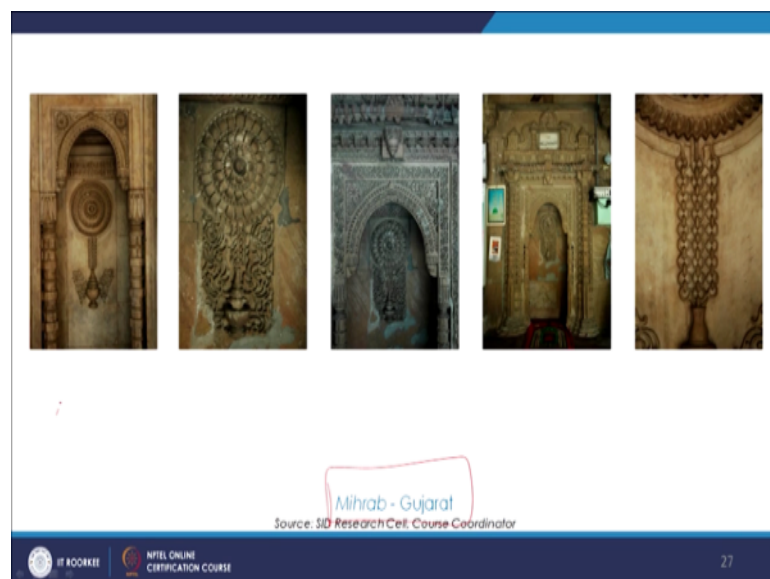 Mihrab - Gujarat
Source: SID Research Cell, Course Coordinator
IIT ROORKEE
NPTEL ONLINE
CERTIFICATION COURSE
27